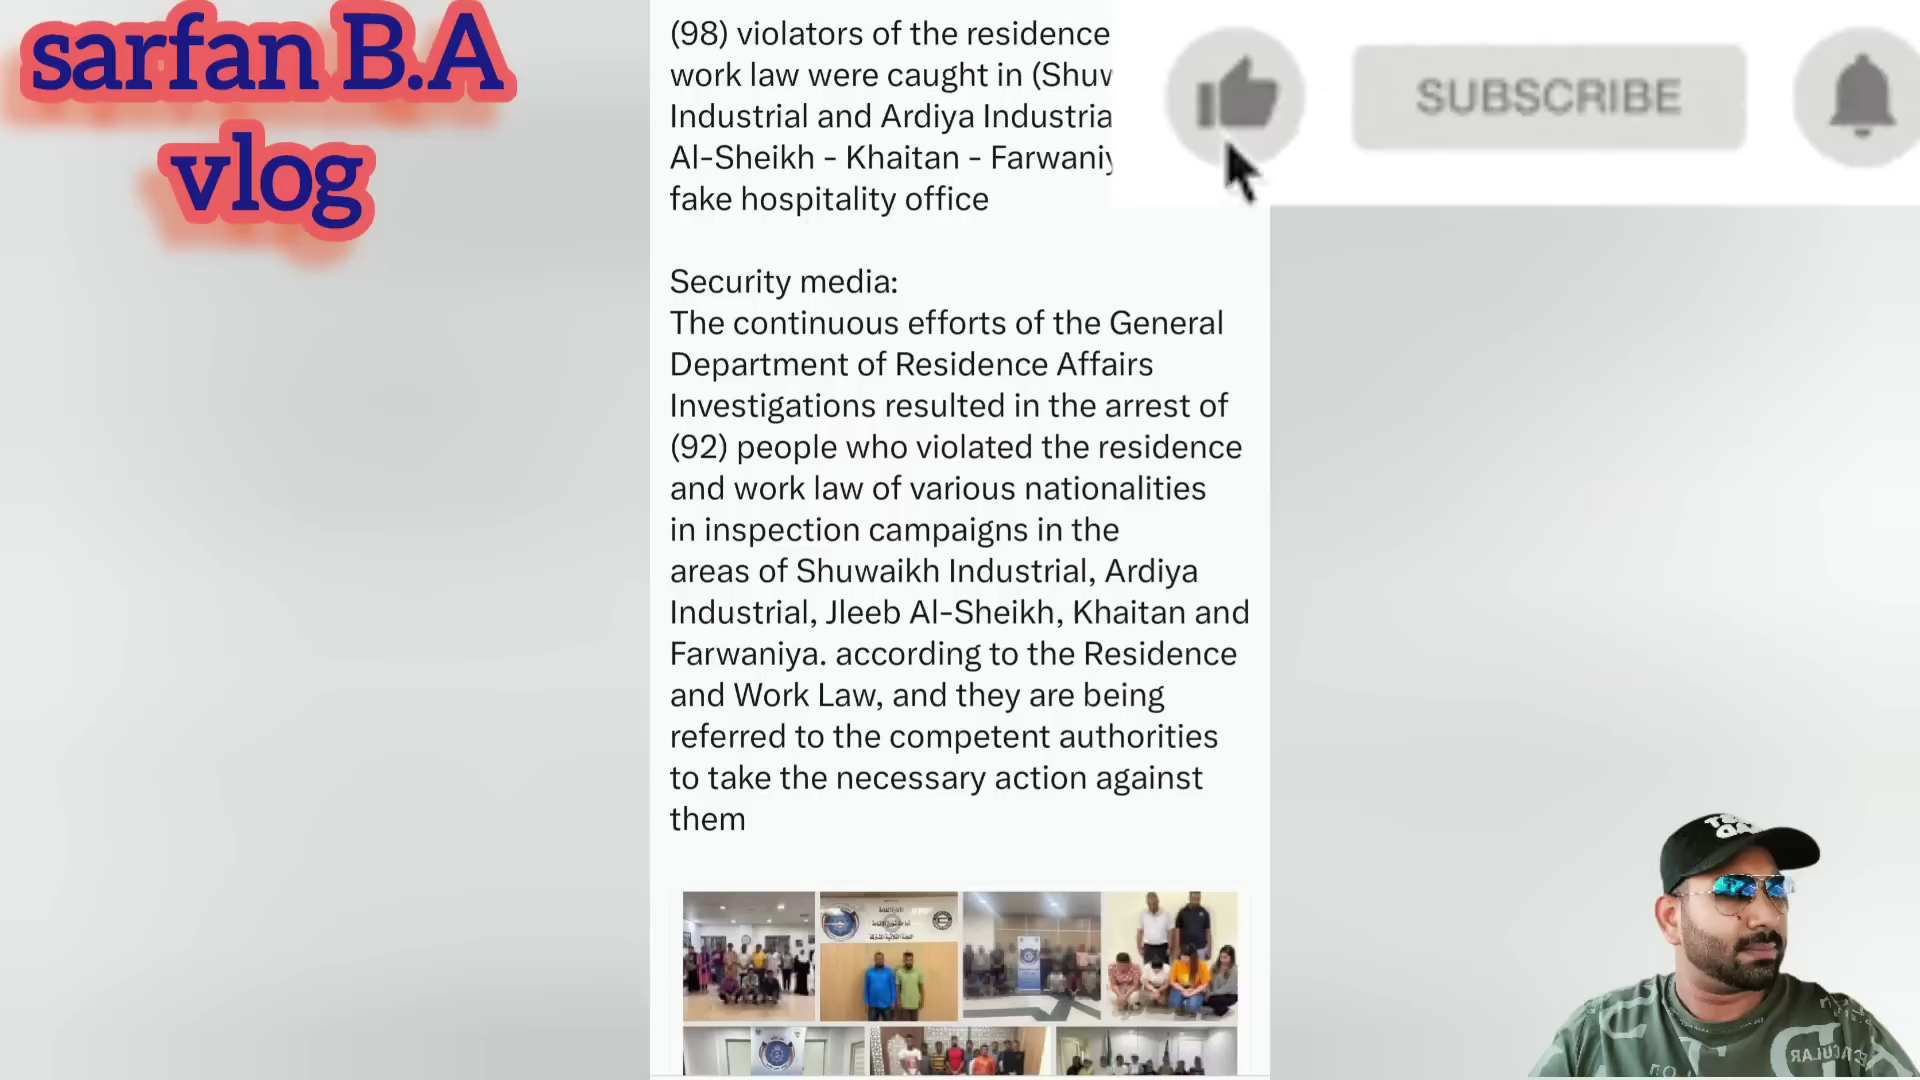 sarfan B.A
vlog
(98) violators of the residence
work law were caught in
Industrial and Ardiya
Al-Sheikh - Khaitan -
fake hospitality office
SUBSCRIBE
Security media:
The continuous efforts of the General
Department of Residence Affairs
Investigations resulted in the arrest of
(92) people who violated the residence
and work law of various nationalities
in inspection campaigns in the
areas of Shuwaikh Industrial, Ardiya
Industrial, Jleeb Al-Sheikh, Khaitan and
Farwaniya. according to the Residence
and Work Law, and they are being
referred to the competent authorities
to take the necessary action against
them